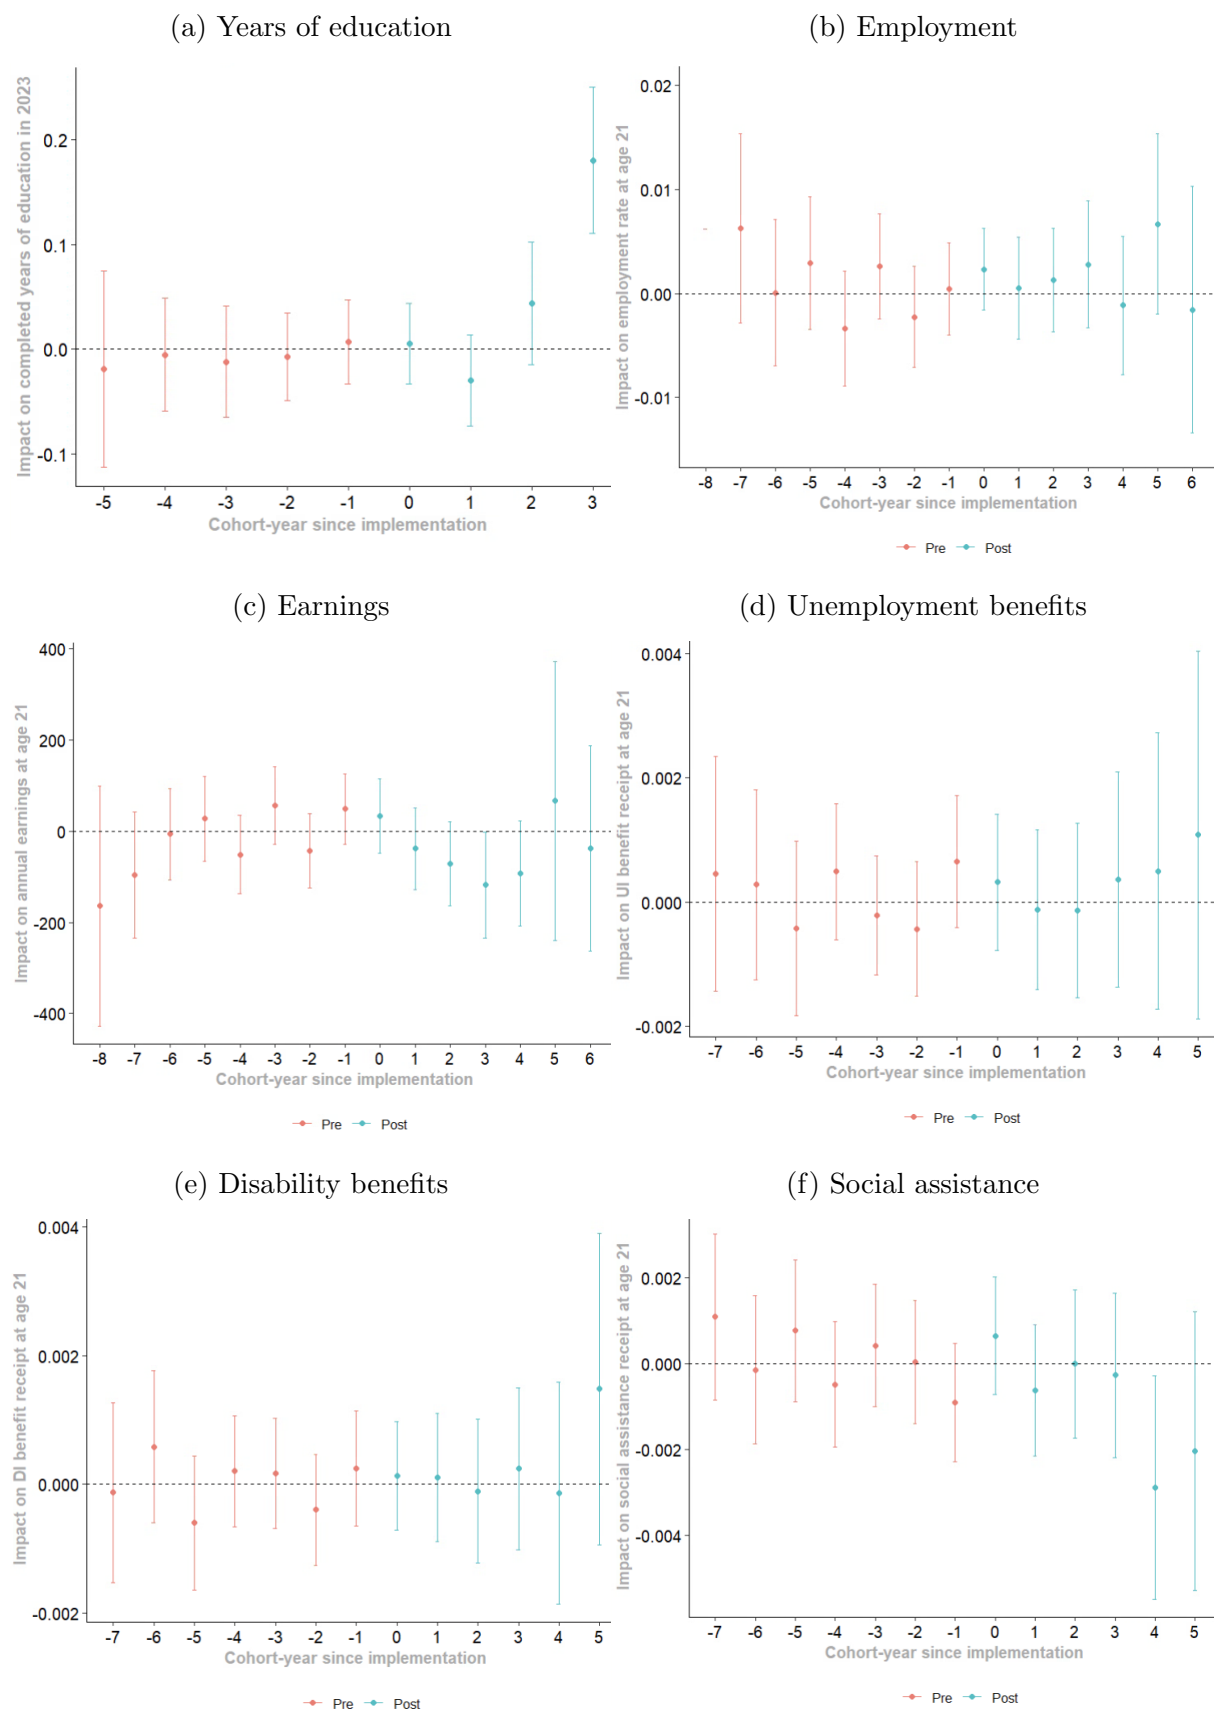 (a) Years of education
Impact on completed years of education in 2023
0.2
0.1
0.0
-0.1
-5 -4 -3 -2 -1 0 1 2 3
Cohort-year since implementation
(b) Employment
Impact on employment rate at age 21
0.02
0.01
0.00
-0.01
-8 -7 -6 -5 -4 -3 -2 -1 0 1 2 3 4 5 6
Cohort-year since implementation
Pre Post
(c) Earnings
Impact on annual earnings at age 21
400
200
0
-200
-400
-8 -7 -6 -5 -4 -3 -2 -1 0 1 2 3 4 5 6
Cohort-year since implementation
Pre Post
(d) Unemployment benefits
Impact on UI benefit receipt at age 21
0.004
0.002
0.000
-0.002
-7 -6 -5 -4 -3 -2 -1 0 1 2 3 4 5
Cohort-year since implementation
Pre Post
(e) Disability benefits
Impact on DI benefit receipt at age 21
0.004
0.002
0.000
-0.002
-7 -6 -5 -4 -3 -2 -1 0 1 2 3 4 5
Cohort-year since implementation
Pre Post
(f) Social assistance
Impact on social assistance receipt at age 21
0.002
0.000
-0.002
-0.004
-7 -6 -5 -4 -3 -2 -1 0 1 2 3 4 5
Cohort-year since implementation
Pre Post